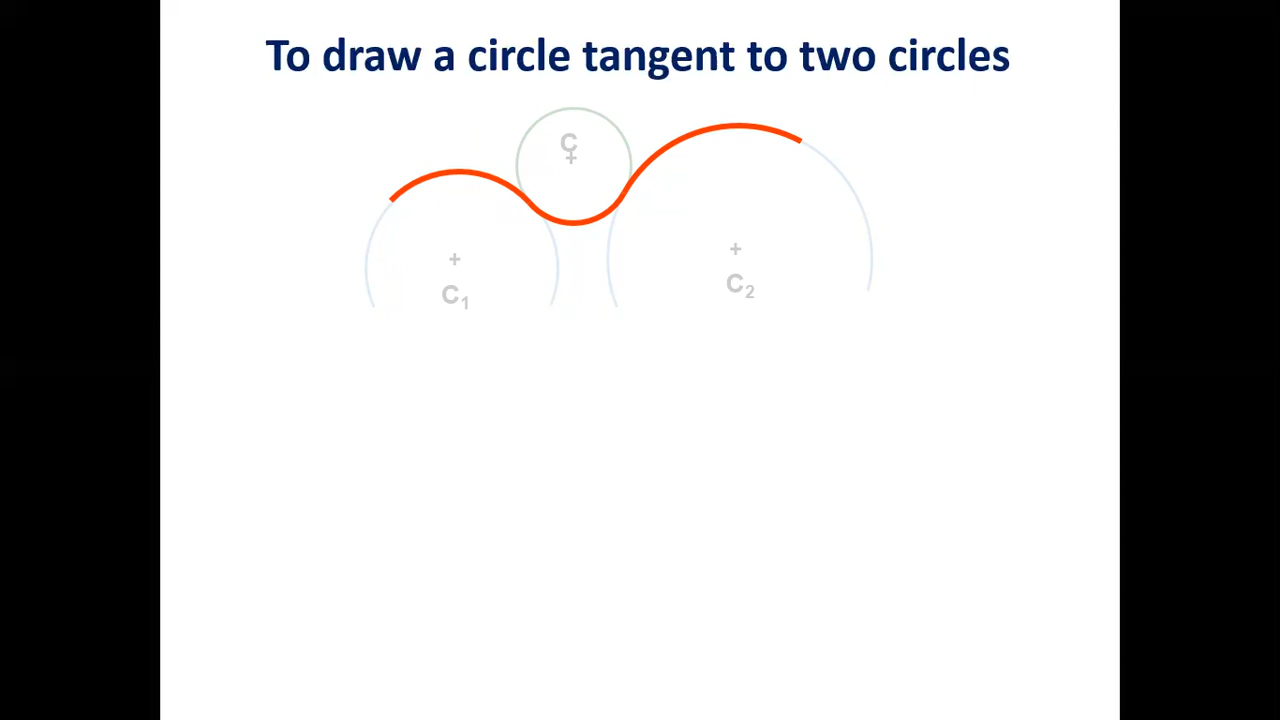 To draw a circle tangent to two circles
C
+
+
C1
+
C2